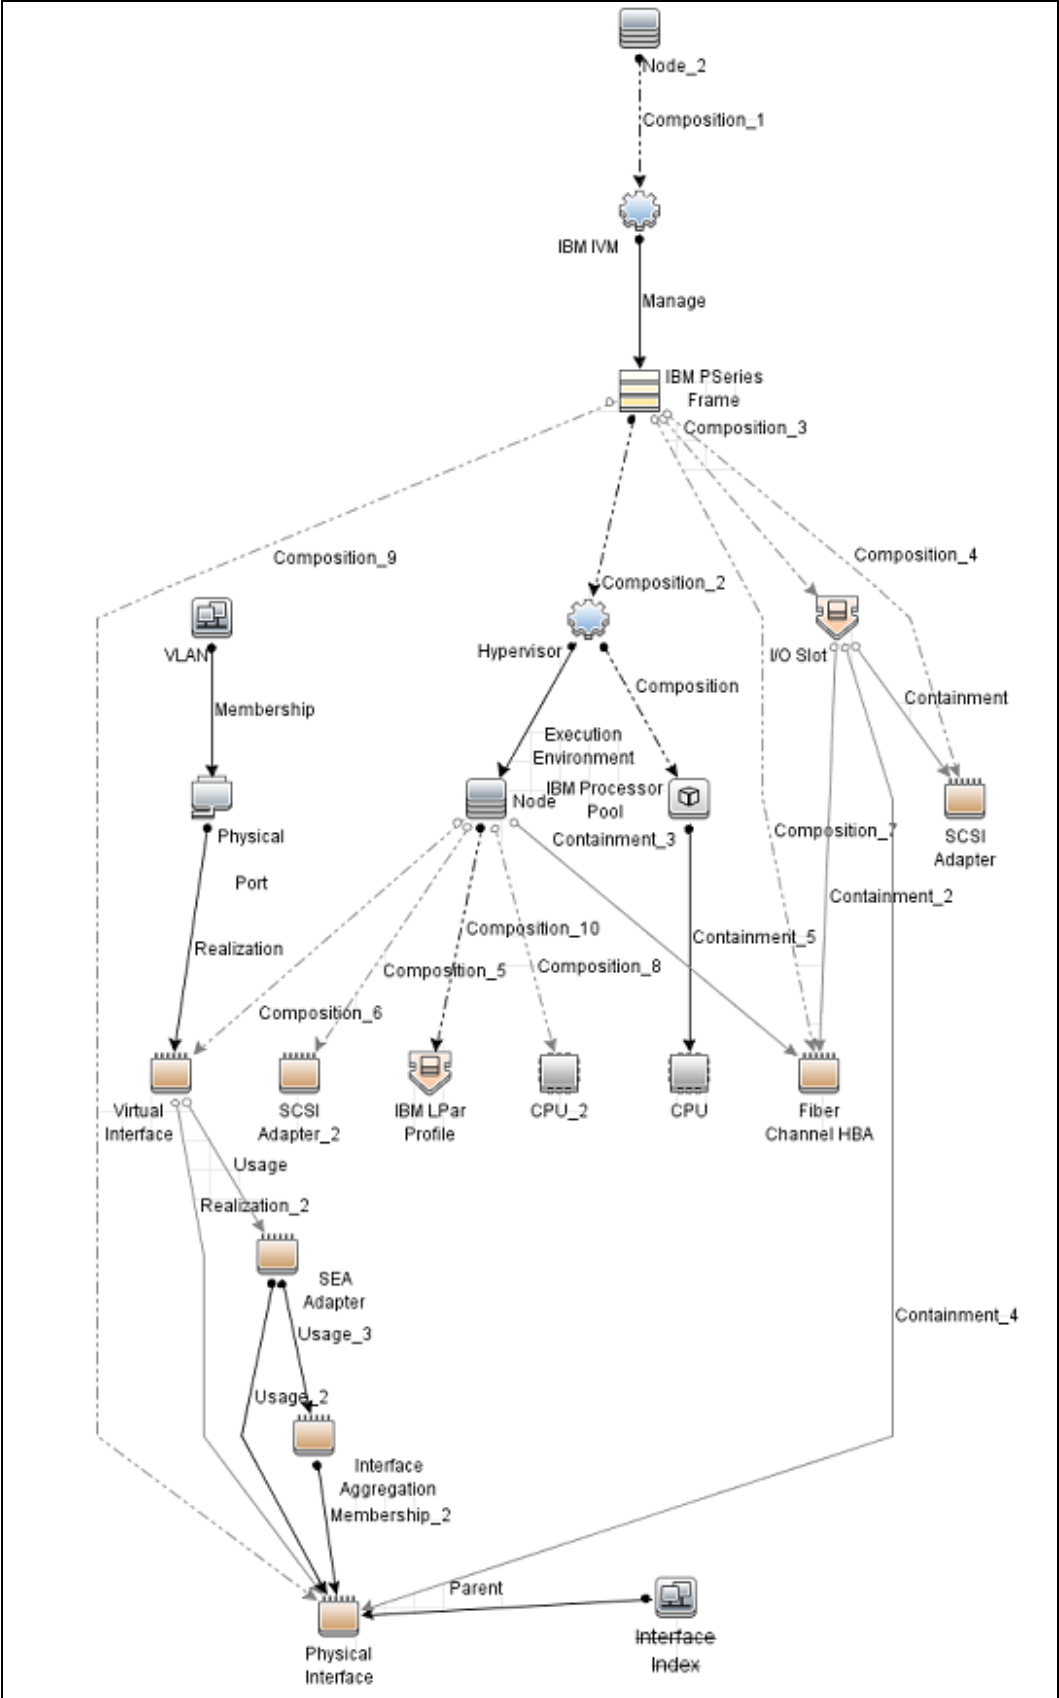 Node_2
Composition_1
IBM IVM
Manage
IBM PSeries
Frame
Composition_3
Composition_9
Composition_4
Composition_2
VLAN
Hypervisor
I/O Slot
Composition
Containment
Membership
Execution
Environment
Node
IBM Processor
Pool
Physical
Port
Containment_3
Composition_7
SCSI
Adapter
Containment_2
Composition_10
Containment_5
Realization
Composition_5
Composition_8
Composition_6
Virtual
Interface
SCSI
Adapter_2
IBM LPar
Profile
CPU_2
CPU
Fiber
Channel HBA
Usage
Realization_2
SEA
Adapter
Containment_4
Usage_3
Usage_2
Interface
Aggregation
Membership_2
Parent
Interface
Index
Physical
Interface